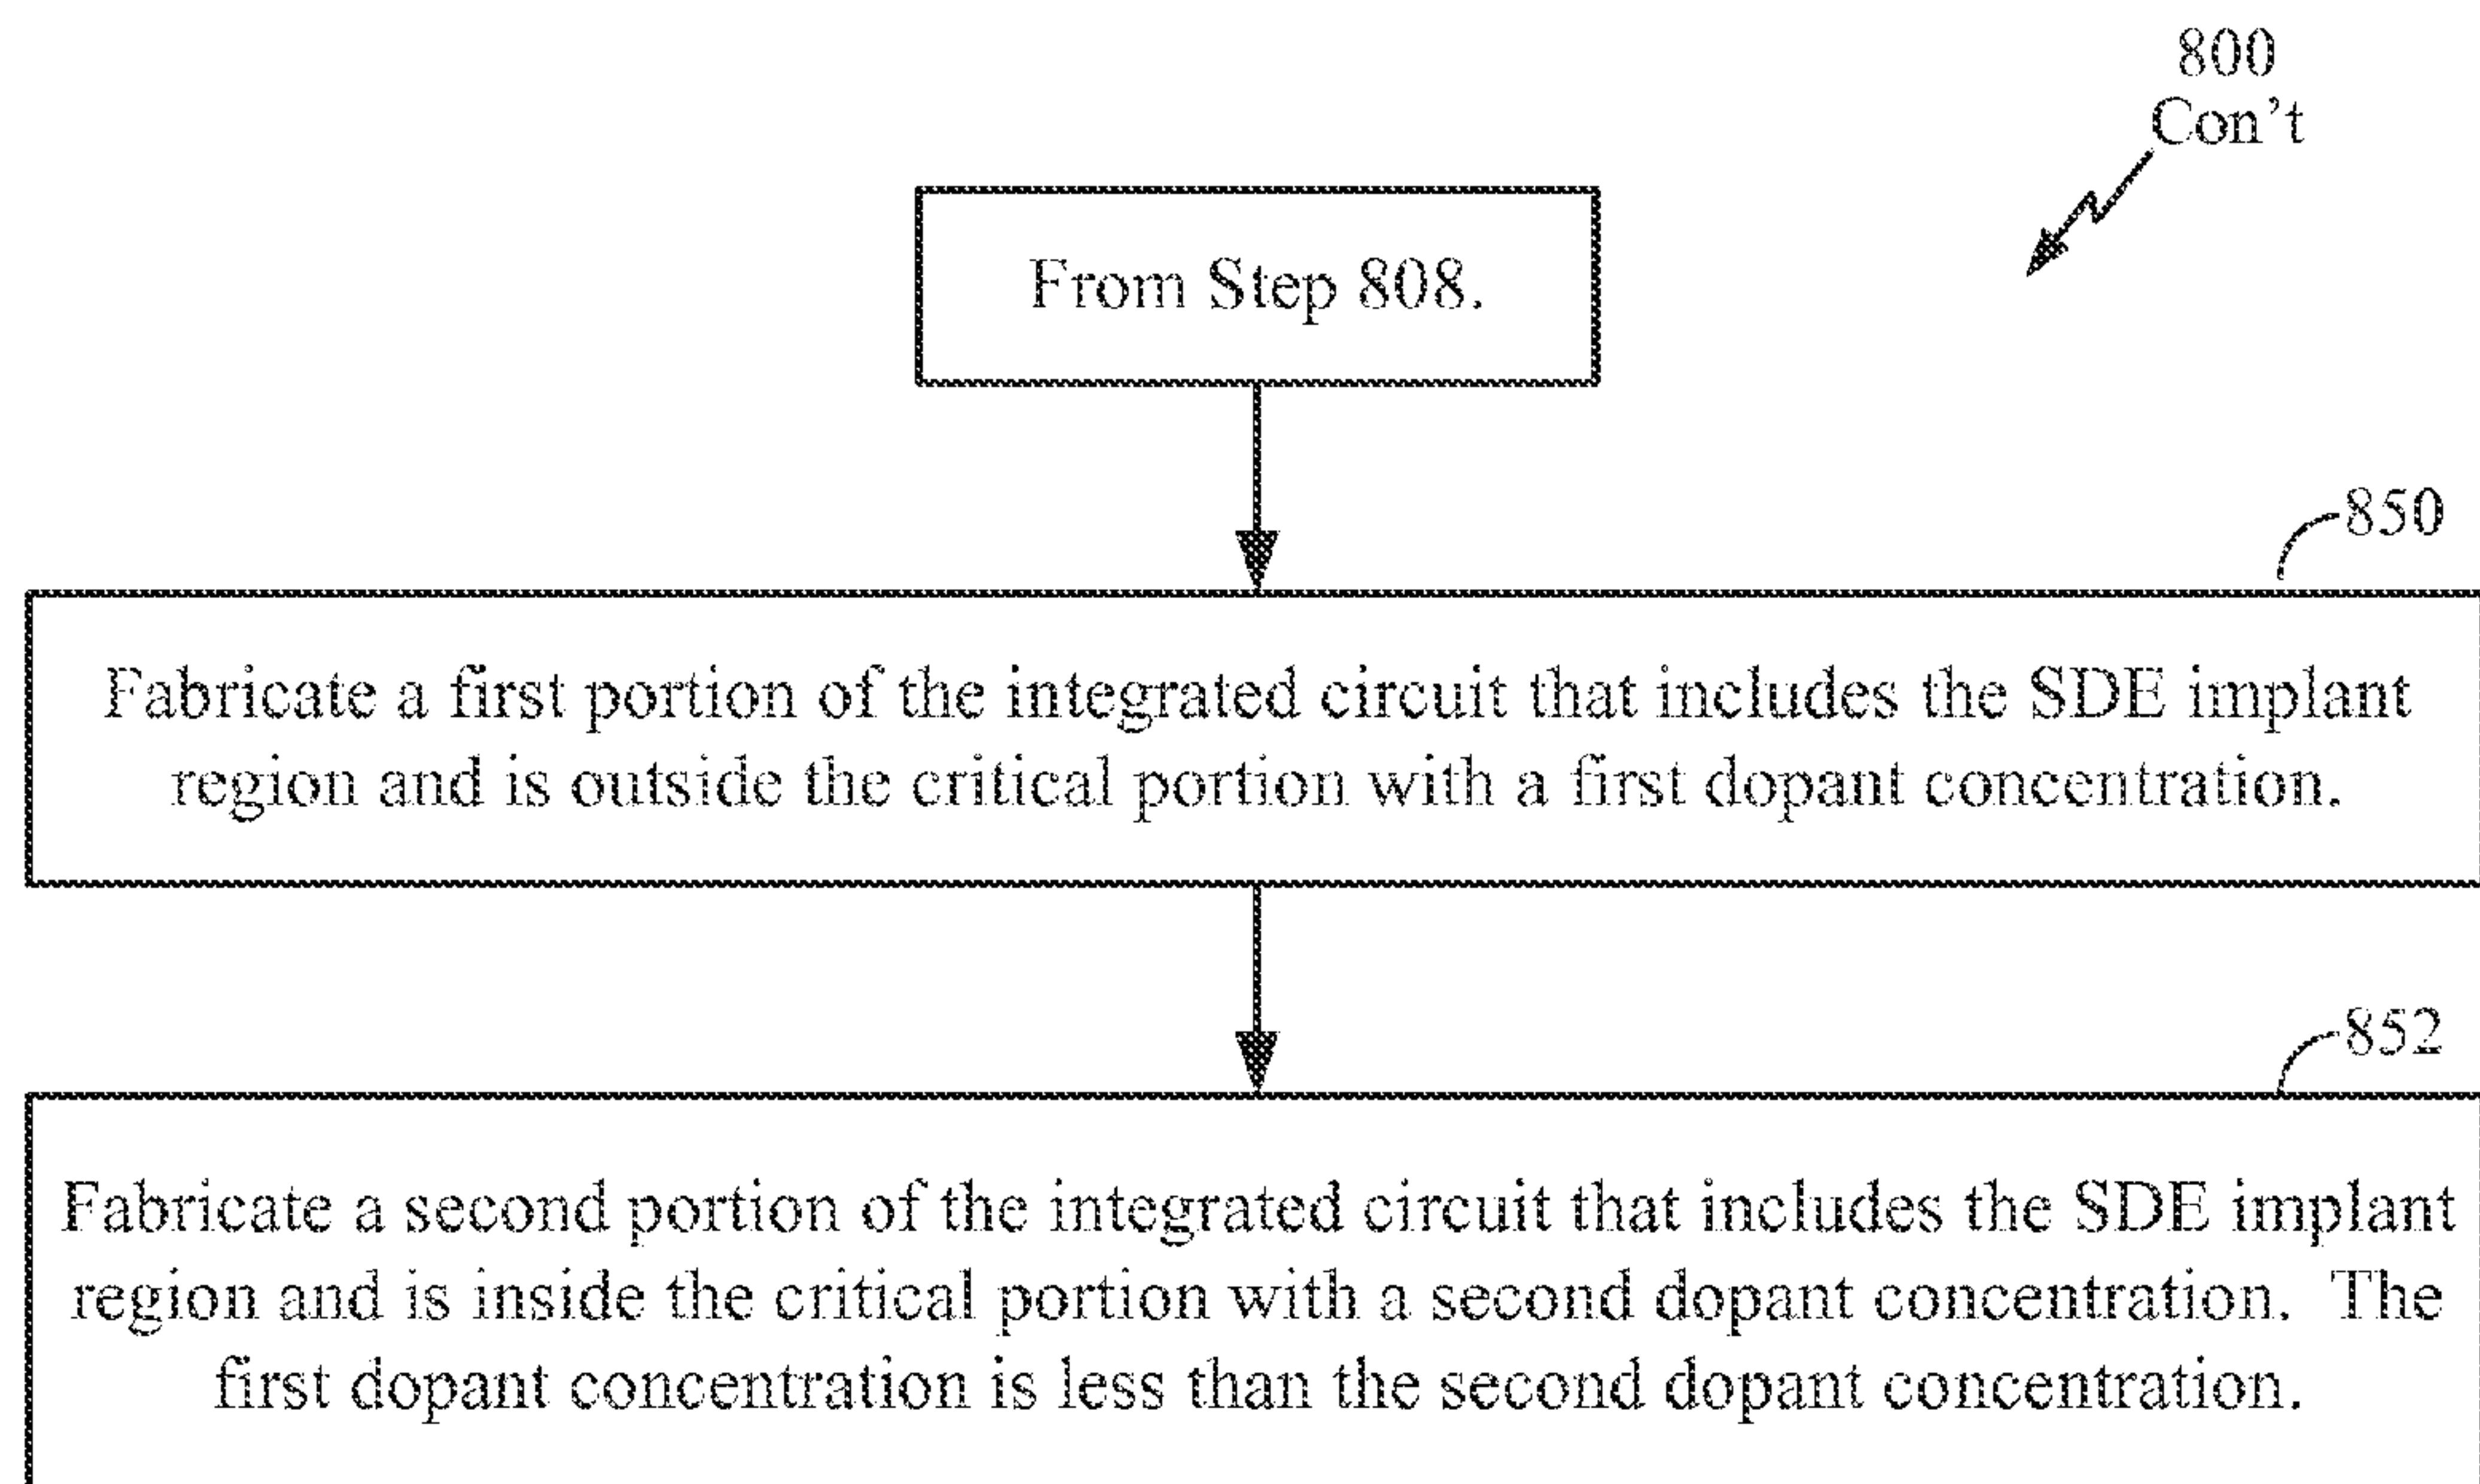 800
Con't
From Step 808.
850
Fabricate a first portion of the integrated circuit that includes the SDE implant
region and is outside the critical portion with a first dopant concentration.
852
Fabricate a second portion of the integrated circuit that includes the SDE implant
region and is inside the critical portion with a second dopant concentration.  The
first dopant concentration is less than the second dopant concentration.